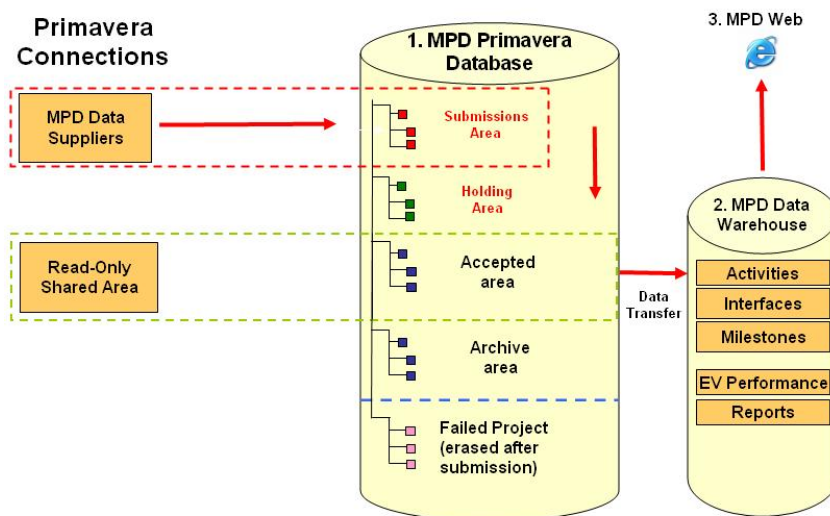 Primavera
Connections
MPD Data
Suppliers
Read-Only
Shared Area
1. MPD Primavera
Database
Submissions
Area
Holding
Area
Accepted
area
Archive
area
Failed Project
(erased after
submission)
Data
Transfer
3. MPD Web
2. MPD Data
Warehouse
Activities
Interfaces
Milestones
EV Performance
Reports